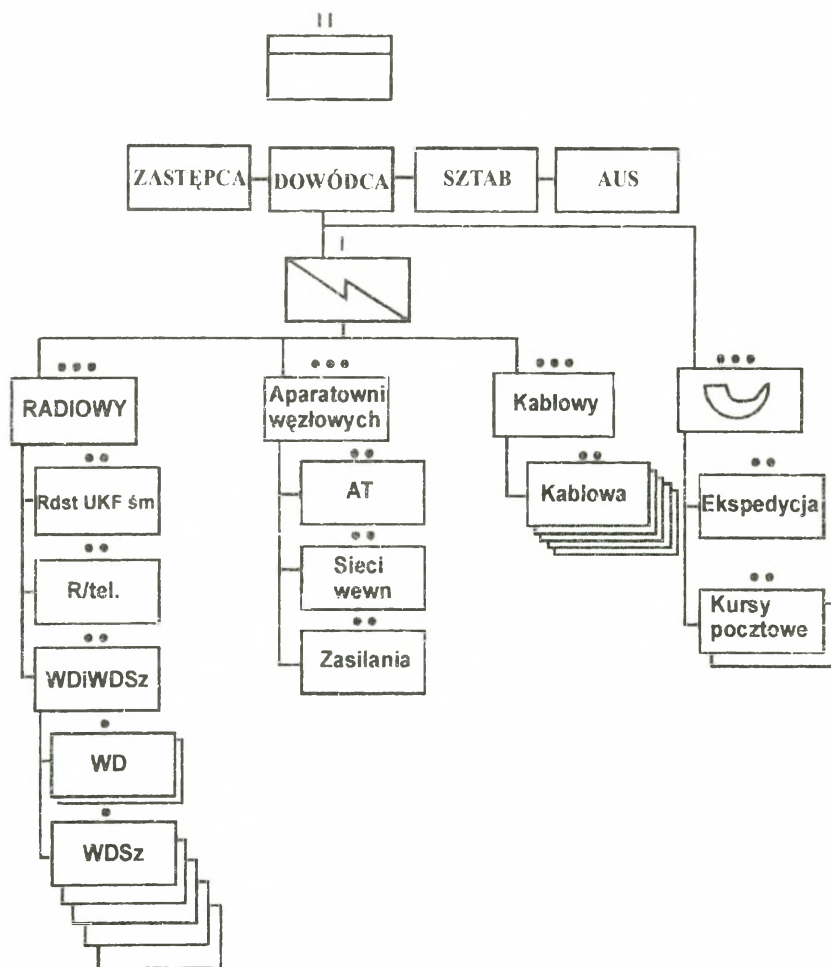 II
ZASTĘPCA
DOWÓDCA
SZTAB
AUS
I
RADIOWY
Aparatowni
węzłowych
Kablowy
Rdst UKF śm
AT
Kablowa
Ekspedycja
R/tel.
Sieci
wewn
Kursy
pocztowe
WDiWDSz
Zasilania
WD
WDSz